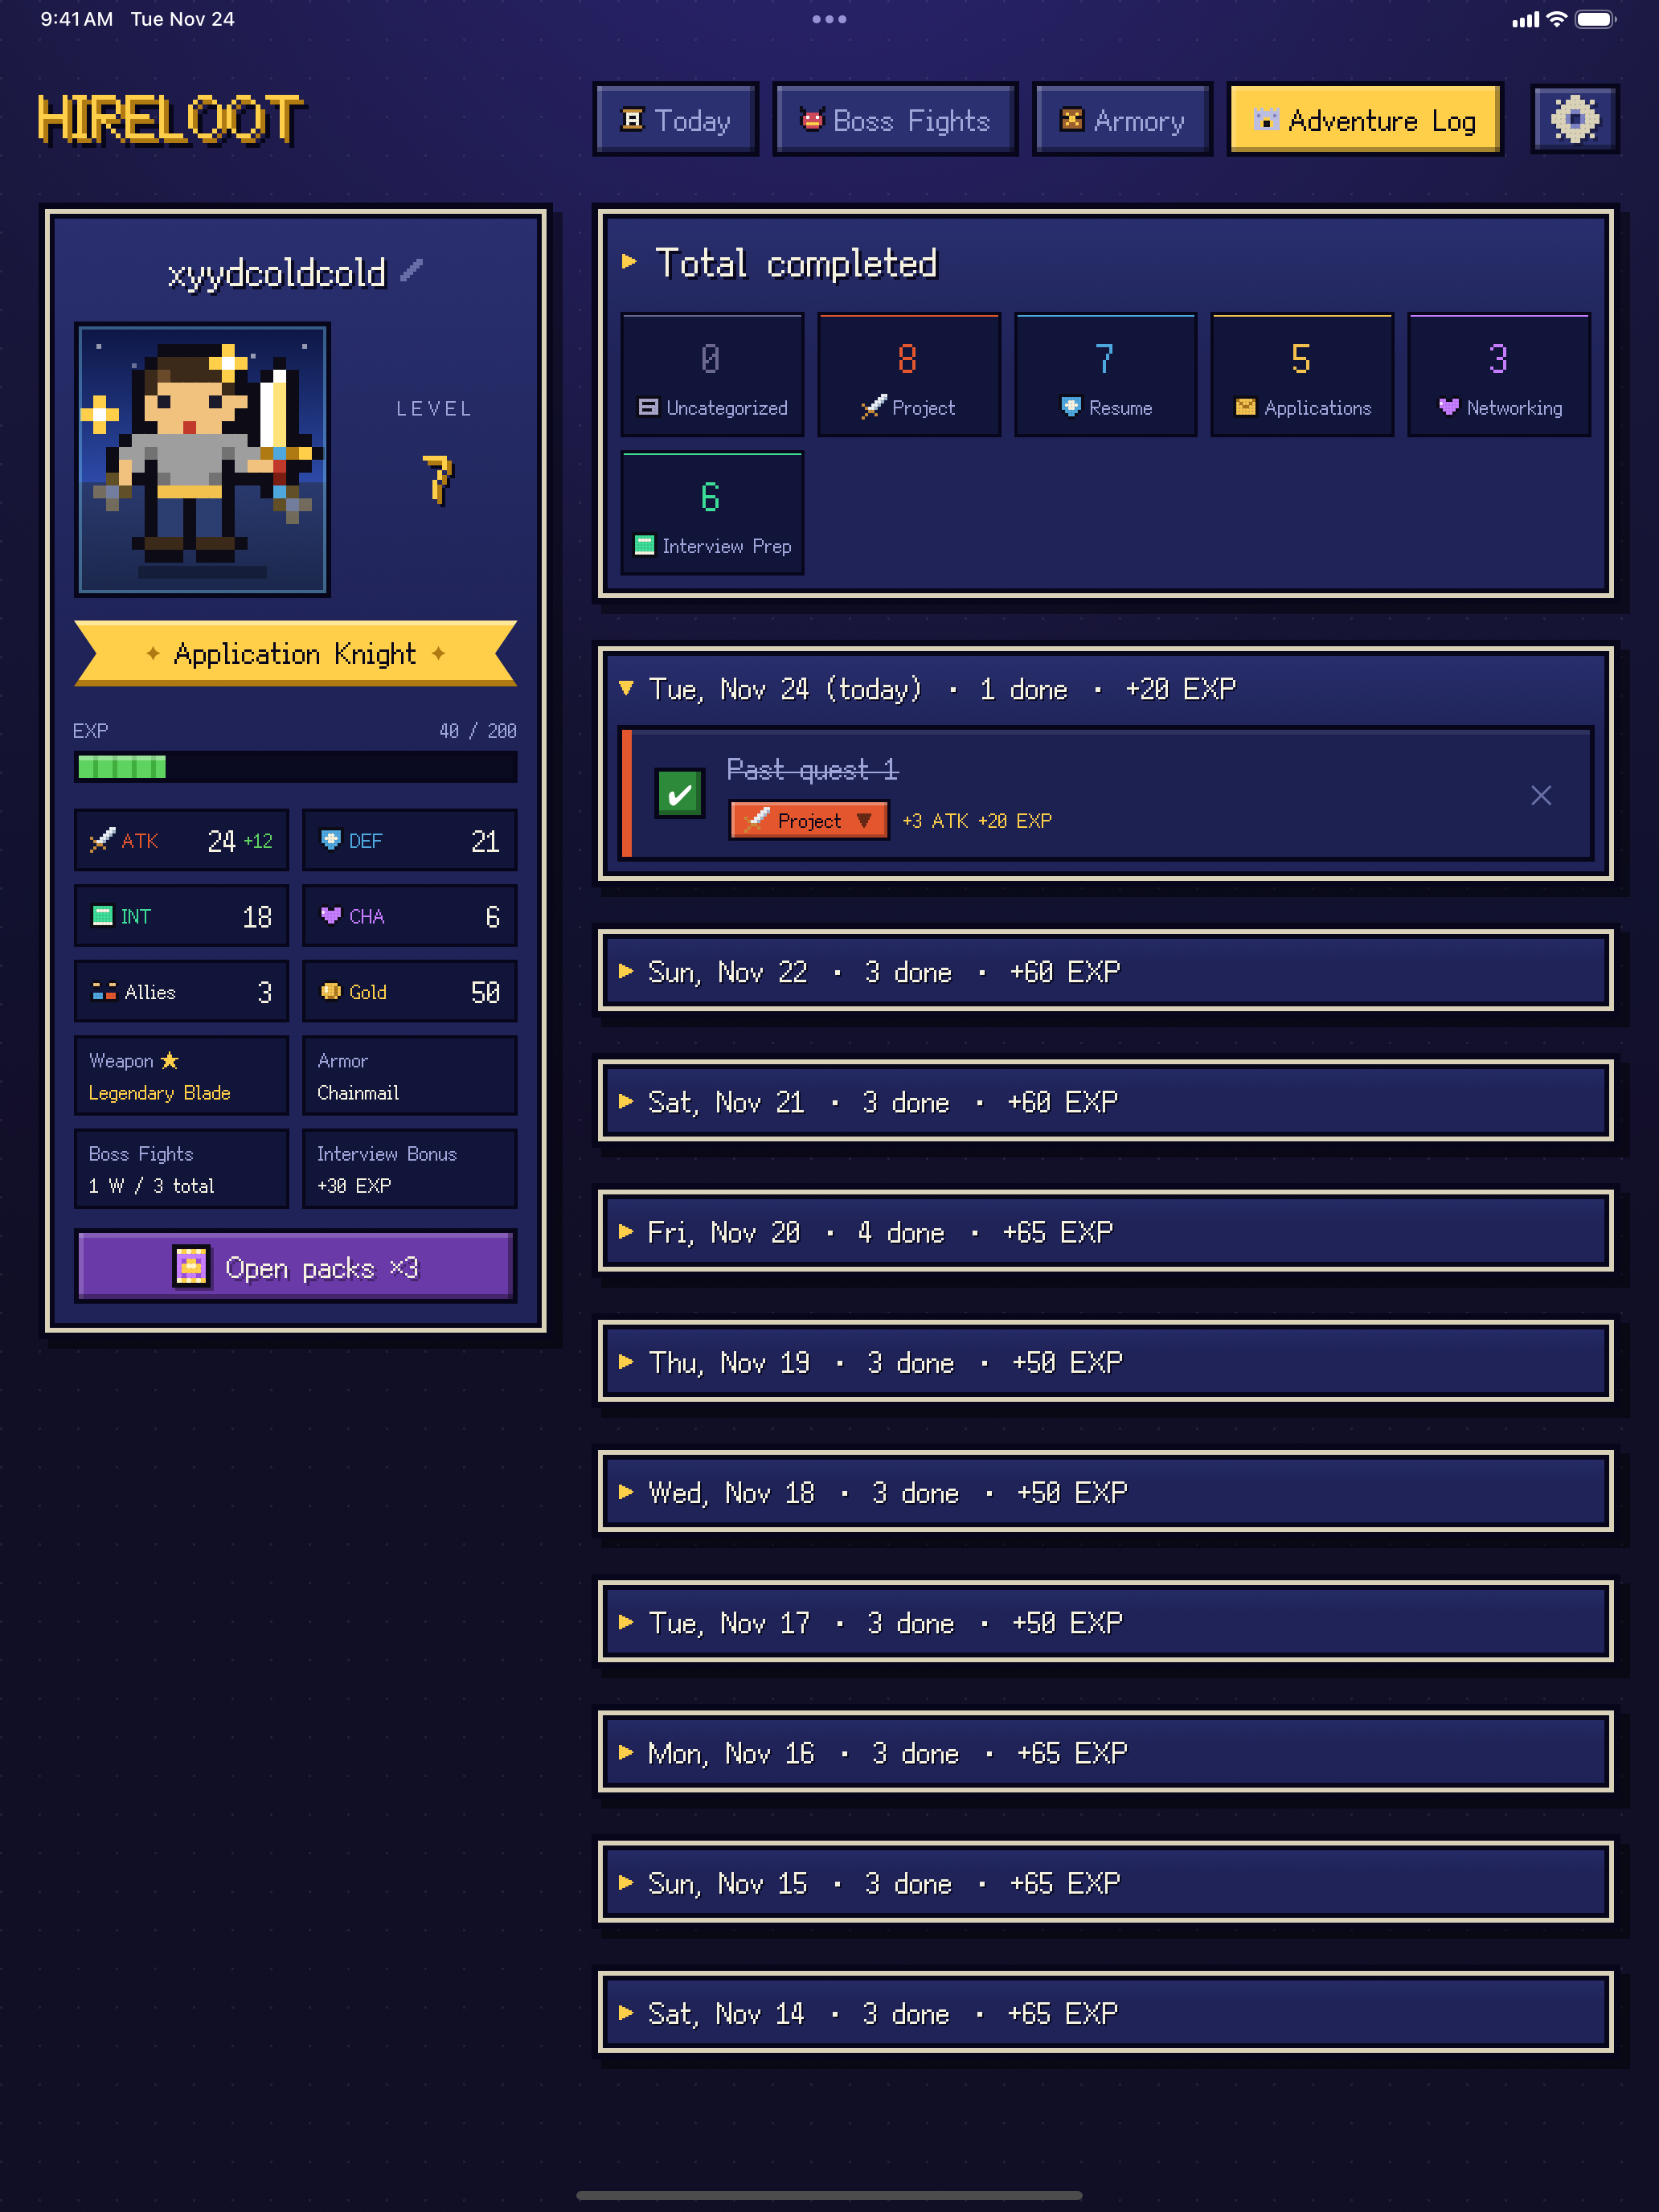 9:41 AM Tue Nov 24
HIRELOOT
Today
Boss Fights
Armory
Adventure Log
xyydcoldcold
LEVEL
7
Application Knight
EXP 40 / 200
ATK 24 +12
DEF 21
INT 18
CHA 6
Allies 3
Gold 50
Weapon
Legendary Blade
Armor
Chainmail
Boss Fights
1 W / 3 total
Interview Bonus
+30 EXP
Open packs ×3
Total completed
0
Uncategorized
8
Project
7
Resume
5
Applications
3
Networking
6
Interview Prep
Tue, Nov 24 (today) · 1 done · +20 EXP
Past quest 1
Project +3 ATK +20 EXP
Sun, Nov 22 · 3 done · +60 EXP
Sat, Nov 21 · 3 done · +60 EXP
Fri, Nov 20 · 4 done · +65 EXP
Thu, Nov 19 · 3 done · +50 EXP
Wed, Nov 18 · 3 done · +50 EXP
Tue, Nov 17 · 3 done · +50 EXP
Mon, Nov 16 · 3 done · +65 EXP
Sun, Nov 15 · 3 done · +65 EXP
Sat, Nov 14 · 3 done · +65 EXP